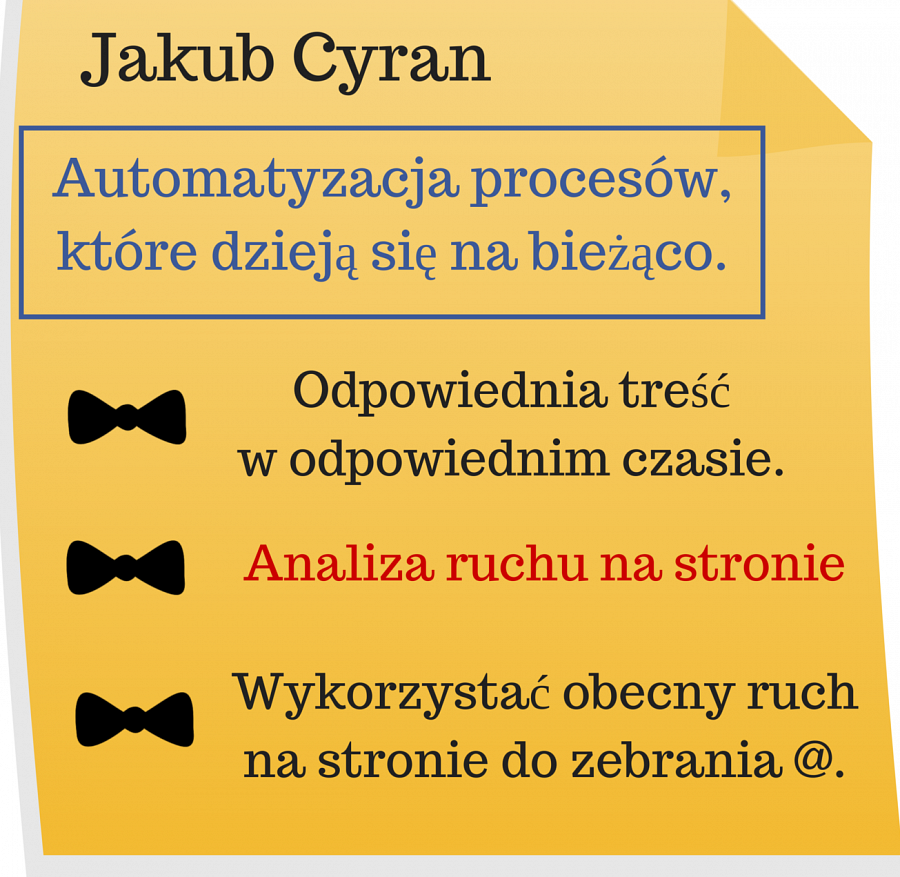 Jakub Cyran
Automatyzacja procesów,
które dzieją się na bieżąco.
Odpowiednia treść
w odpowiednim czasie.
Analiza ruchu na stronie
Wykorzystać obecny ruch
na stronie do zebrania @.